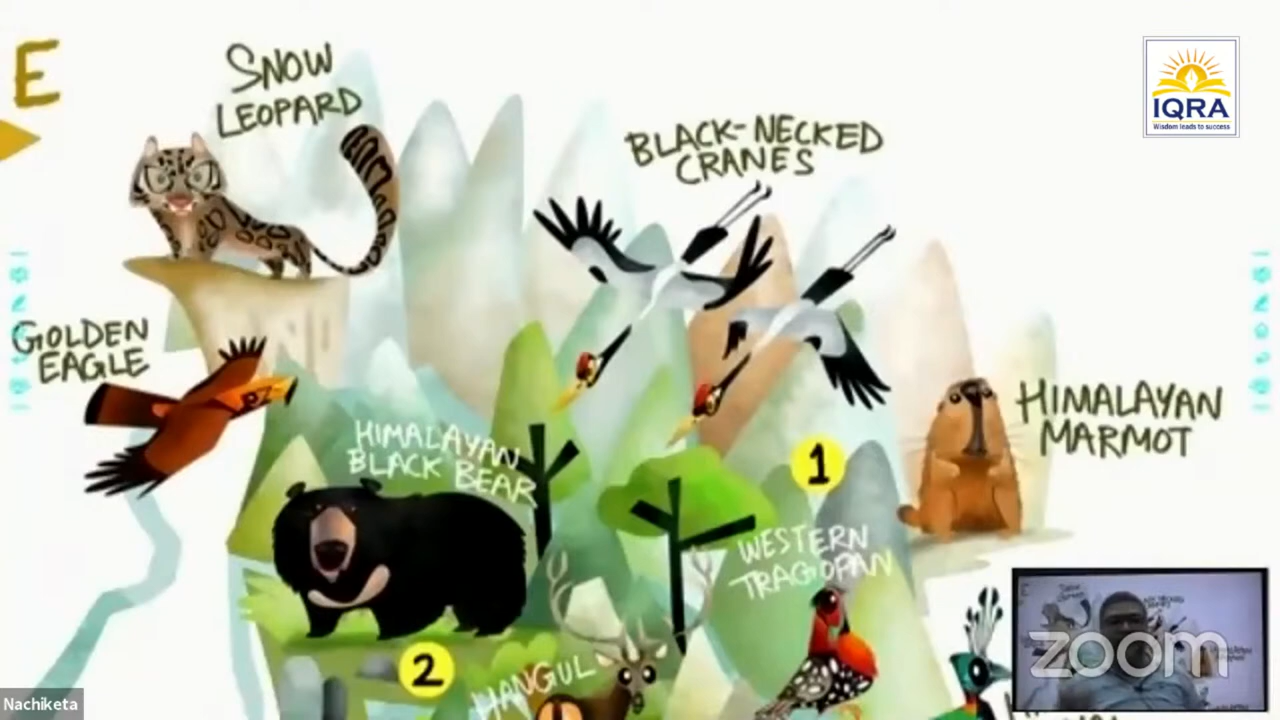 E
SNOW
LEOPARD
BLACK-NECKED
CRANES
IQRA
Wisdom leads to success
GOLDEN
EAGLE
HIMALAYAN
MARMOT
HIMALAYAN
BLACK BEAR
1
WESTERN
TRAGOPAN
2
HANGUL
zoom
Nachiketa